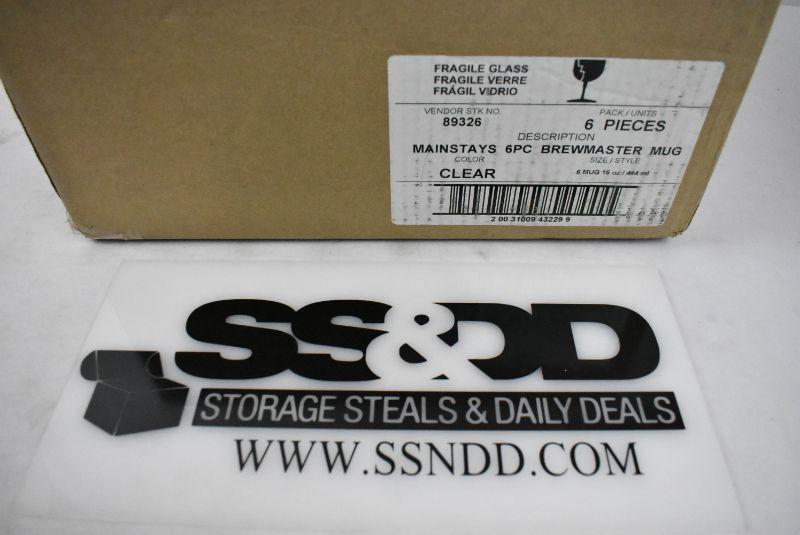 FRAGILE GLASS
FRAGILE VERRE
FRÁGIL VIDRIO
VENDOR STK NO.
89326
PACK / UNITS
6 PIECES
DESCRIPTION
MAINSTAYS 6PC BREWMASTER MUG
COLOR
CLEAR
SIZE / STYLE
6 MUG 16 oz / 464 ml
2 00 31009 43229 9
SS&DD
STORAGE STEALS & DAILY DEALS
WWW.SSNDD.COM